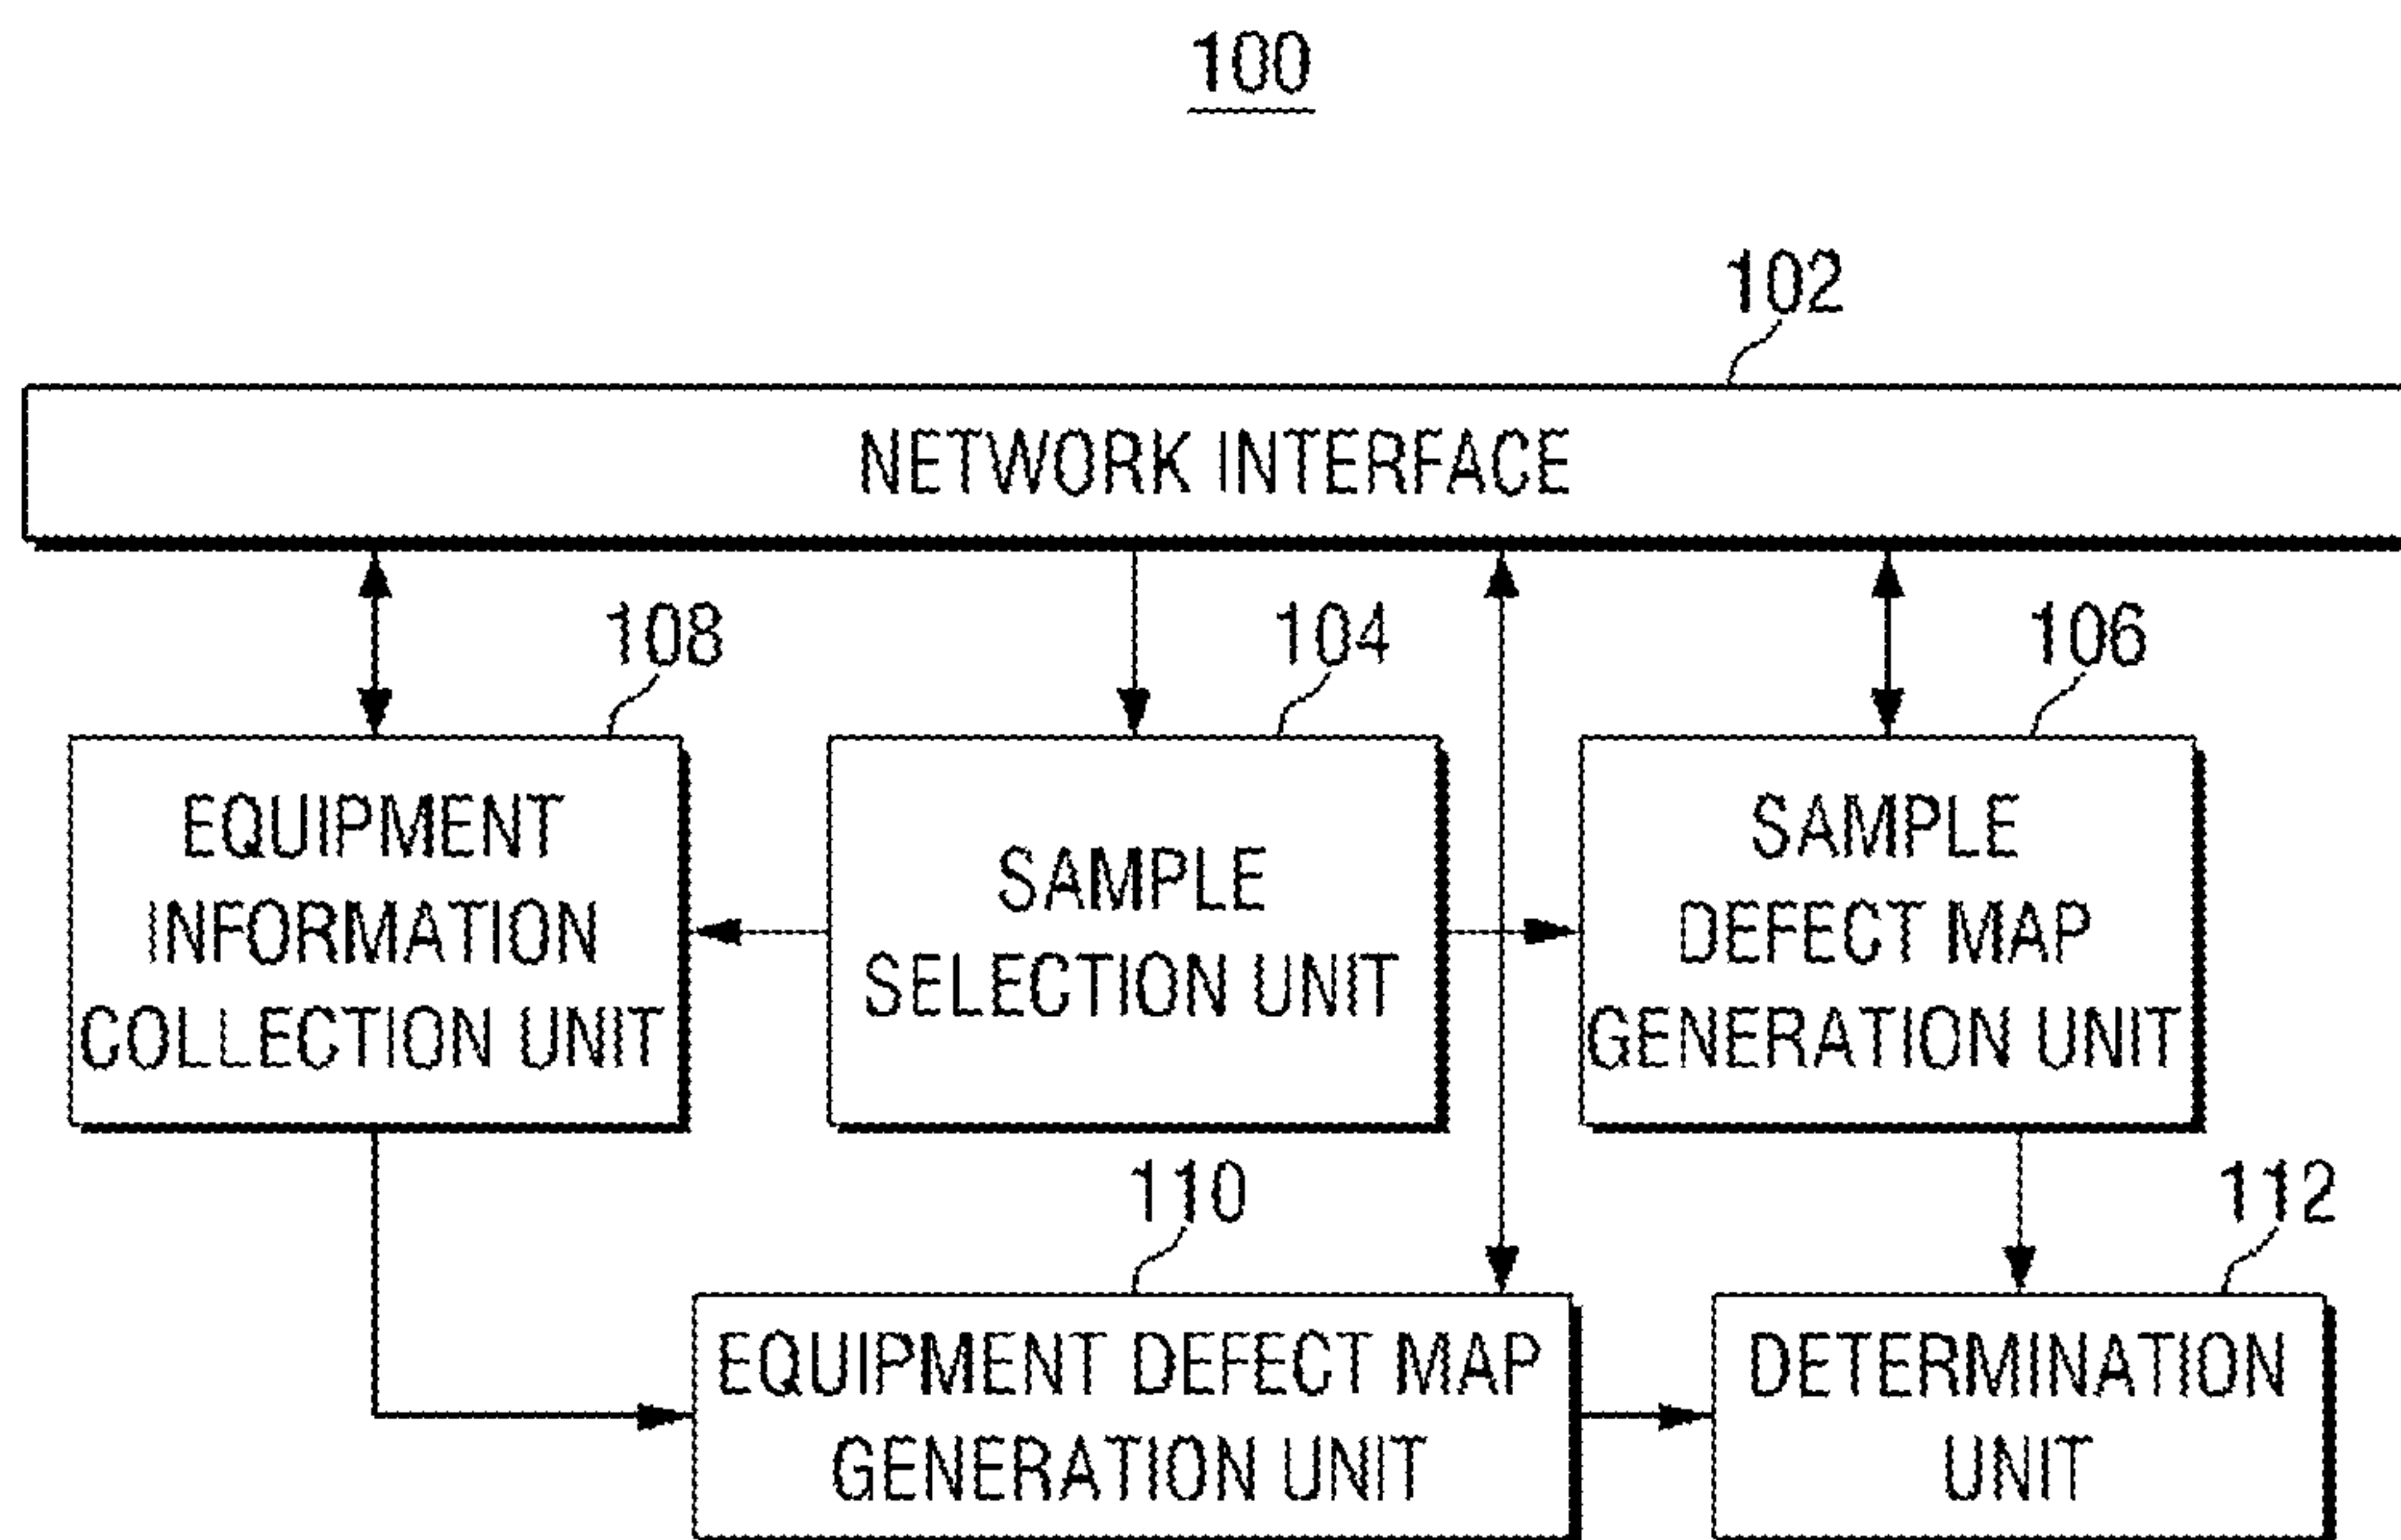 100
102
NETWORK INTERFACE
108
104
106
EQUIPMENT
INFORMATION
COLLECTION UNIT
SAMPLE
SELECTION UNIT
SAMPLE
DEFECT MAP
GENERATION UNIT
110
112
EQUIPMENT DEFECT MAP
GENERATION UNIT
DETERMINATION
UNIT